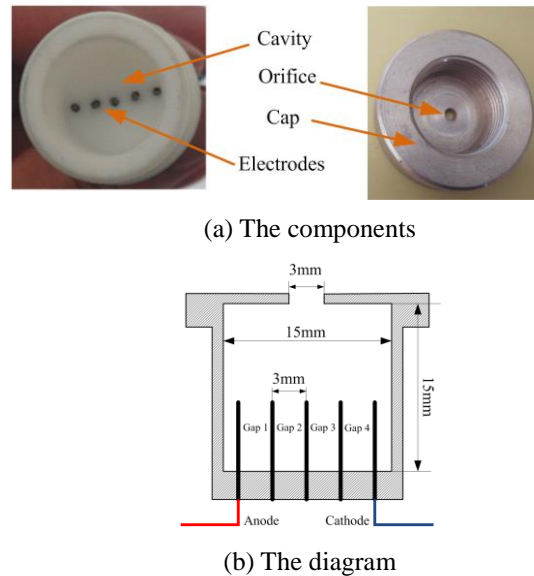 Cavity
Orifice
Cap
Electrodes
(a) The components
3mm
15mm
3mm
15mm
Gap 1 Gap 2 Gap 3 Gap 4
Anode Cathode
(b) The diagram